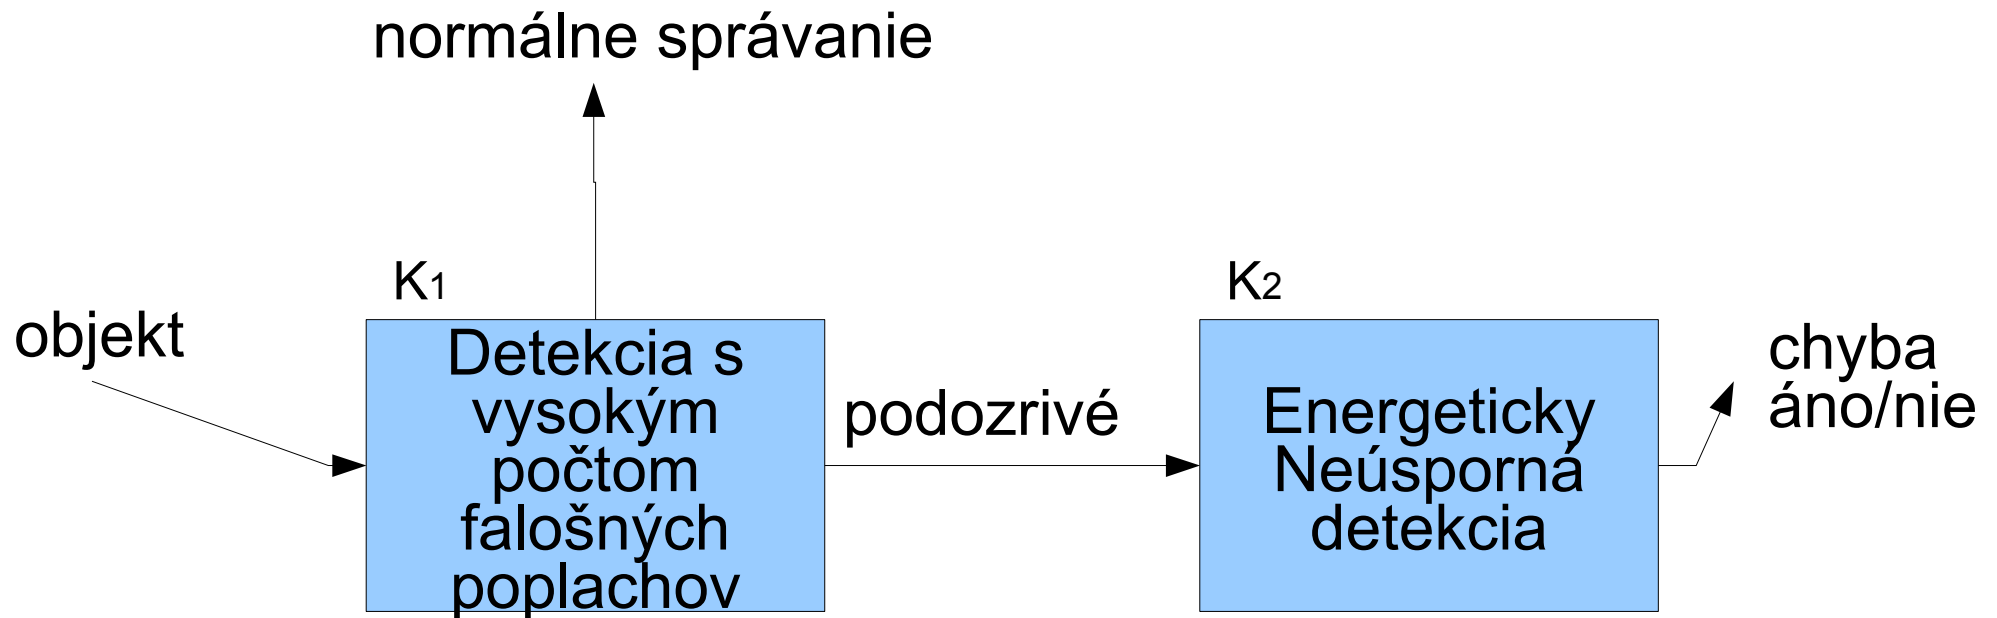 normálne správanie
K1
K2
objekt
Detekcia s
vysokým
počtom
falošných
poplachov
podozrivé
Energeticky
Neúsporná
detekcia
chyba
áno/nie